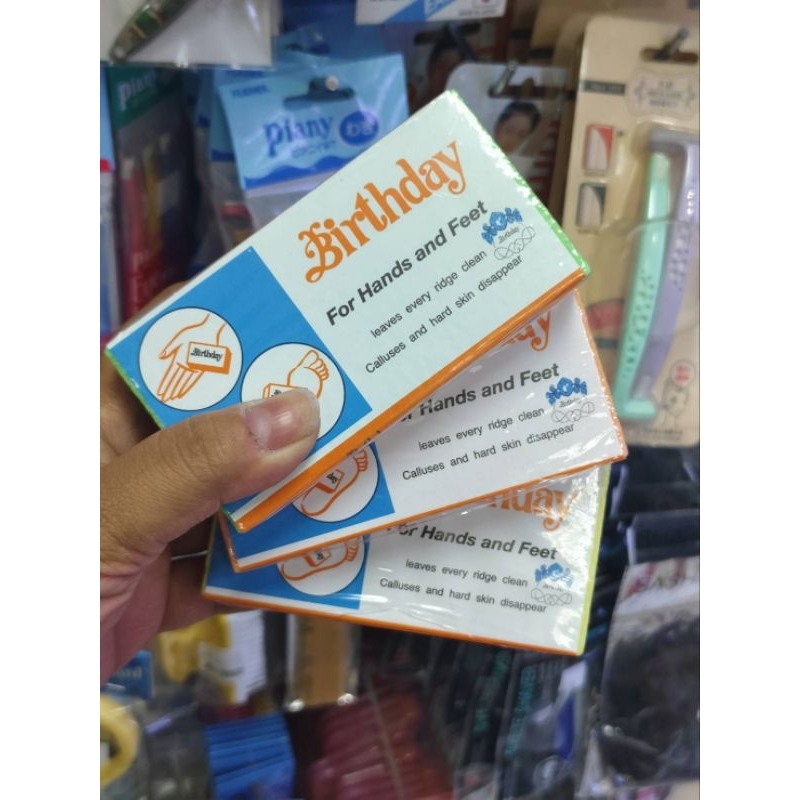 Piany
Birthday
For Hands and Feet
leaves every ridge clean
Calluses and hard skin disappear
Birthday
Birthday
For Hands and Feet
leaves every ridge clean
Calluses and hard skin disappear
For Hands and Feet
leaves every ridge clean
Calluses and hard skin disappear